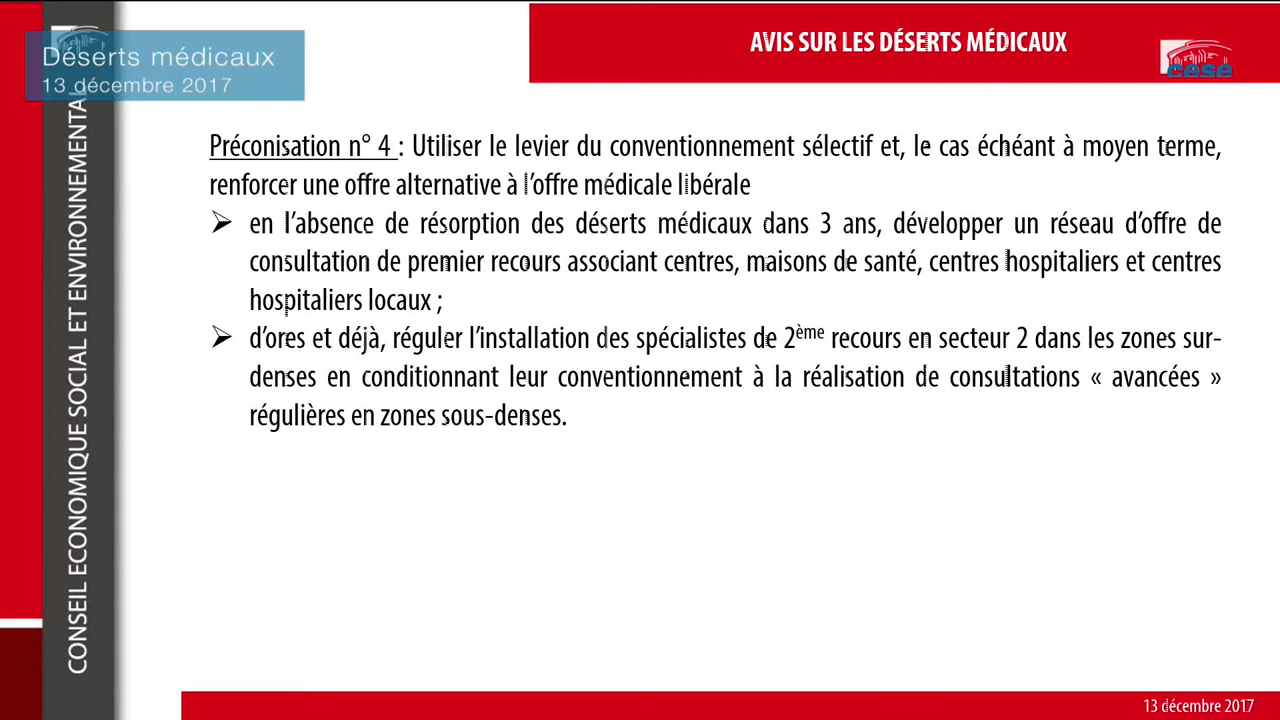 AVIS SUR LES DÉSERTS MÉDICAUX
cese
Déserts médicaux
13 décembre 2017
CONSEIL ECONOMIQUE SOCIAL ET ENVIRONNEMENTAL
Préconisation n° 4 : Utiliser le levier du conventionnement sélectif et, le cas échéant à moyen terme,
renforcer une offre alternative à l’offre médicale libérale
➢ en l’absence de résorption des déserts médicaux dans 3 ans, développer un réseau d’offre de
consultation de premier recours associant centres, maisons de santé, centres hospitaliers et centres
hospitaliers locaux ;
➢ d’ores et déjà, réguler l’installation des spécialistes de 2ème recours en secteur 2 dans les zones sur-
denses en conditionnant leur conventionnement à la réalisation de consultations « avancées »
régulières en zones sous-denses.
13 décembre 2017